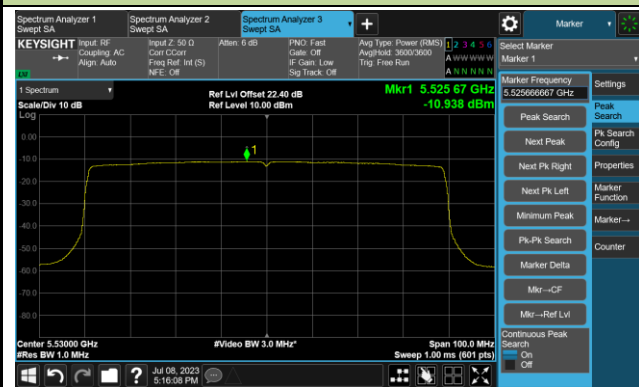 Spectrum Analyzer 1
Swept SA
Spectrum Analyzer 2
Swept SA
Spectrum Analyzer 3
Swept SA
Marker
KEYSIGHT
Input: RF
Coupling: AC
Align: Auto
Input Z: 50 Ω
Corr CCorr
Freq Ref: Int (S)
NFE: Off
Atten: 6 dB
PNO: Fast
Gate: Off
IF Gain: Low
Sig Track: Off
Avg Type: Power (RMS)
Avg|Hold: 3600/3600
Trig: Free Run
1 2 3 4 5 6
A W W W W W
A N N N N N
Select Marker
Marker 1
1 Spectrum
Scale/Div 10 dB
Log
Ref Lvl Offset 22.40 dB
Ref Level 10.00 dBm
Mkr1 5.525 67 GHz
-10.938 dBm
1
0.00
-10.0
-20.0
-30.0
-40.0
-50.0
-60.0
-70.0
-80.0
Center 5.53000 GHz
#Res BW 1.0 MHz
#Video BW 3.0 MHz*
Span 100.0 MHz
Sweep 1.00 ms (601 pts)
Marker Frequency
5.525666667 GHz
Peak Search
Next Peak
Next Pk Right
Next Pk Left
Minimum Peak
Pk-Pk Search
Marker Delta
Mkr→CF
Mkr→Ref Lvl
Continuous Peak
Search
On
Off
Settings
Peak
Search
Pk Search
Config
Properties
Marker
Function
Marker→
Counter
Jul 08, 2023
5:16:08 PM